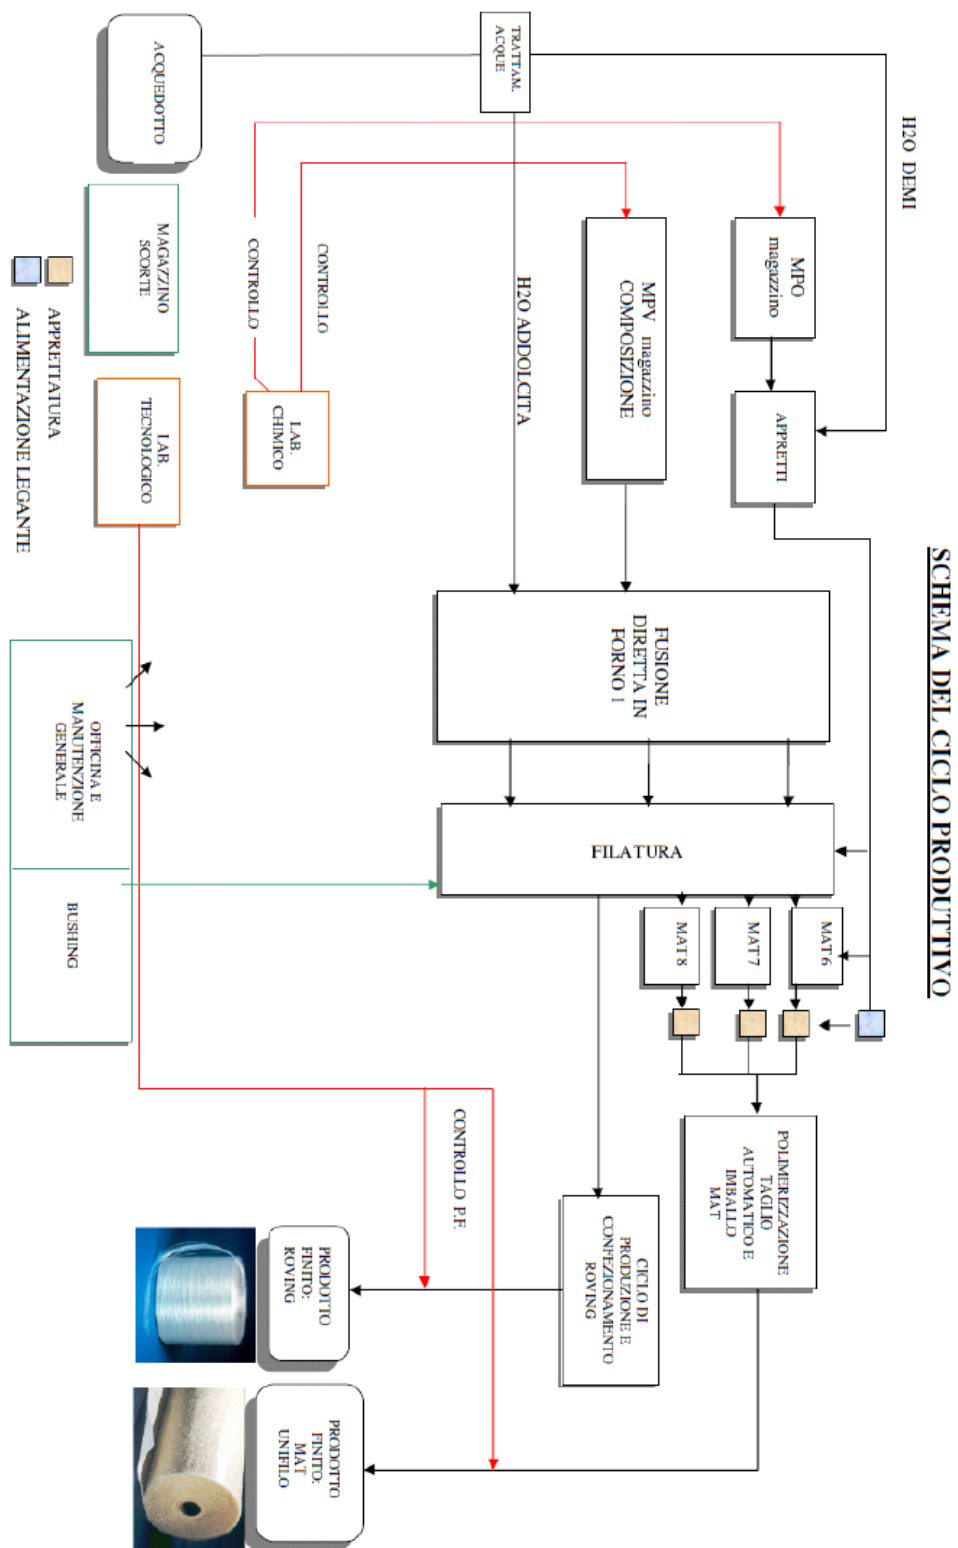 SCHEMA DEL CICLO PRODUTTIVO
H2O DEMI
TRATTAM.
ACQUE
ACQUEDOTTO
MPO
magazzino
APPRETTI
MPV magazzino
COMPOSIZIONE
H2O ADDOLCITA
CONTROLLO
CONTROLLO
LAB.
CHIMICO
MAGAZZINO
SCORTE
LAB.
TECNOLOGICO
APPRETTATURA
ALIMENTAZIONE LEGANTE
FUSIONE
DIRETTA IN
FORNO 1
FILATURA
MAT 6
MAT 7
MAT 8
OFFICINA E
MANUTENZIONE
GENERALE
BUSHING
POLIMERIZZAZIONE
TAGLIO
AUTOMATICO E
IMBALLO
MAT
CICLO DI
PRODUZIONE E
CONFEZIONAMENTO
ROVING
CONTROLLO P.F.
PRODOTTO
FINITO:
ROVING
PRODOTTO
FINITO:
MAT
UNIFILO